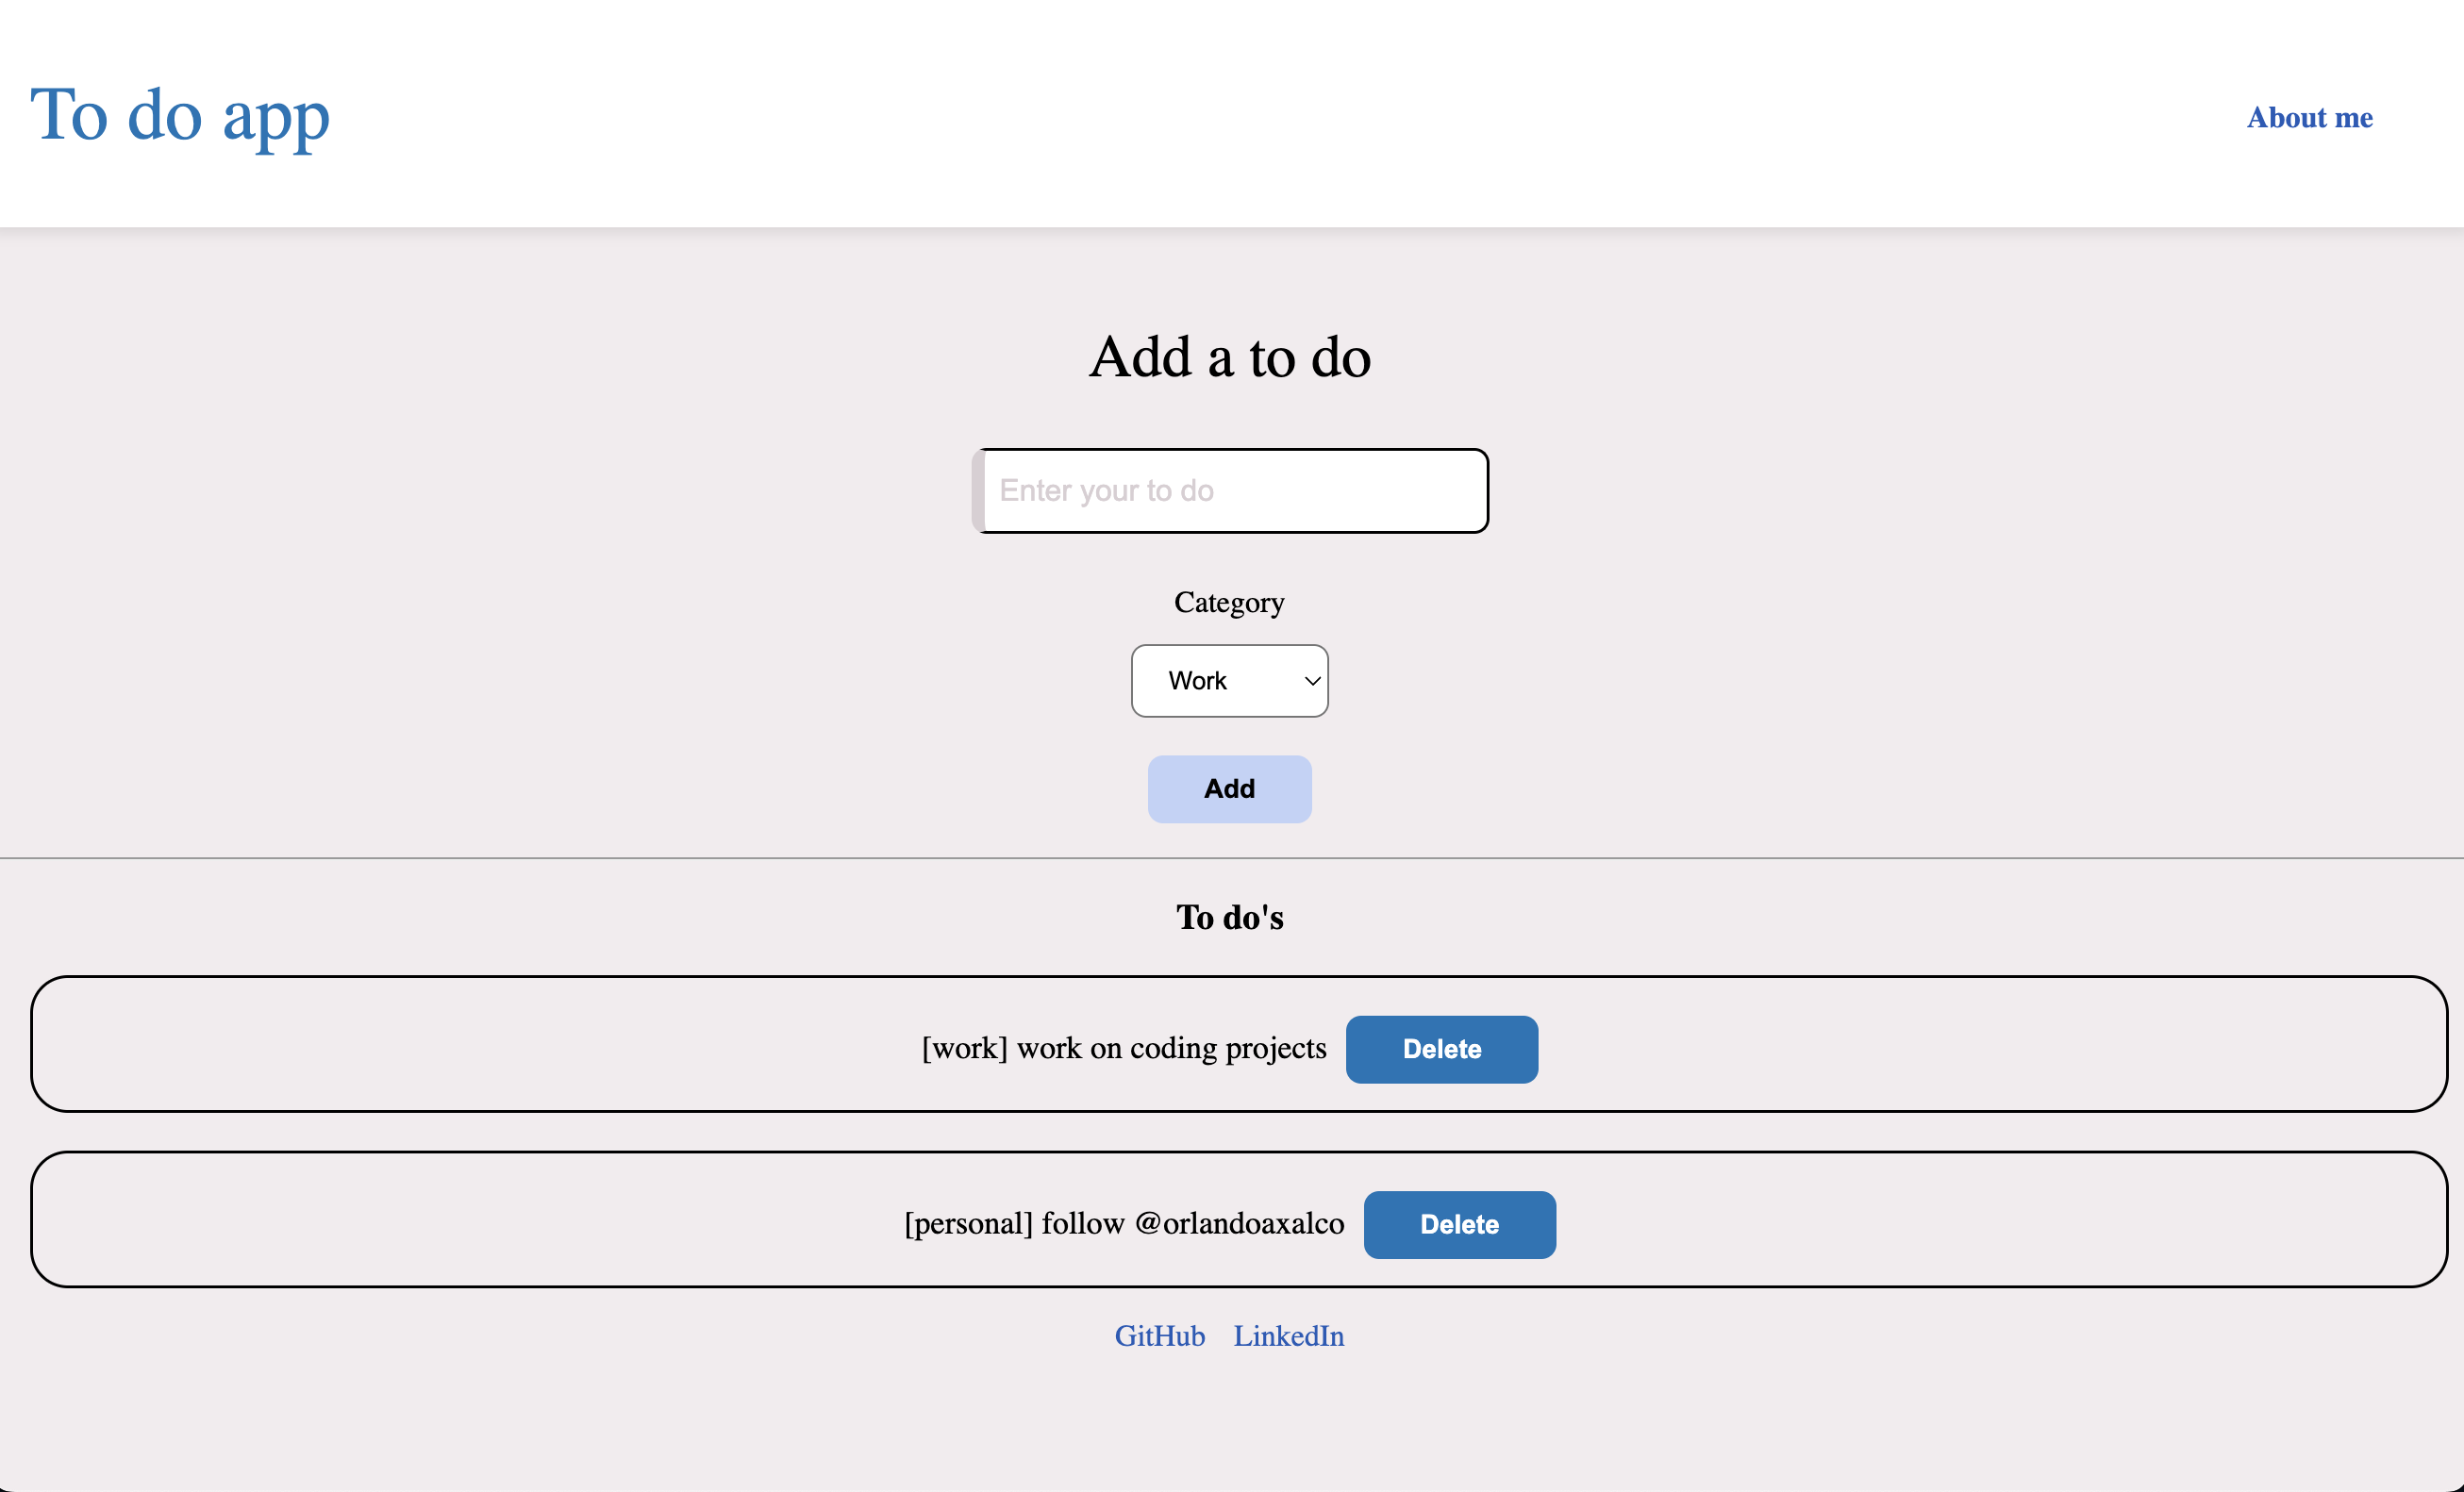 To do app
About me
Add a to do
Enter your to do
Category
Work
Add
To do's
[work] work on coding projects Delete
[personal] follow @orlandoaxalco Delete
GitHub LinkedIn